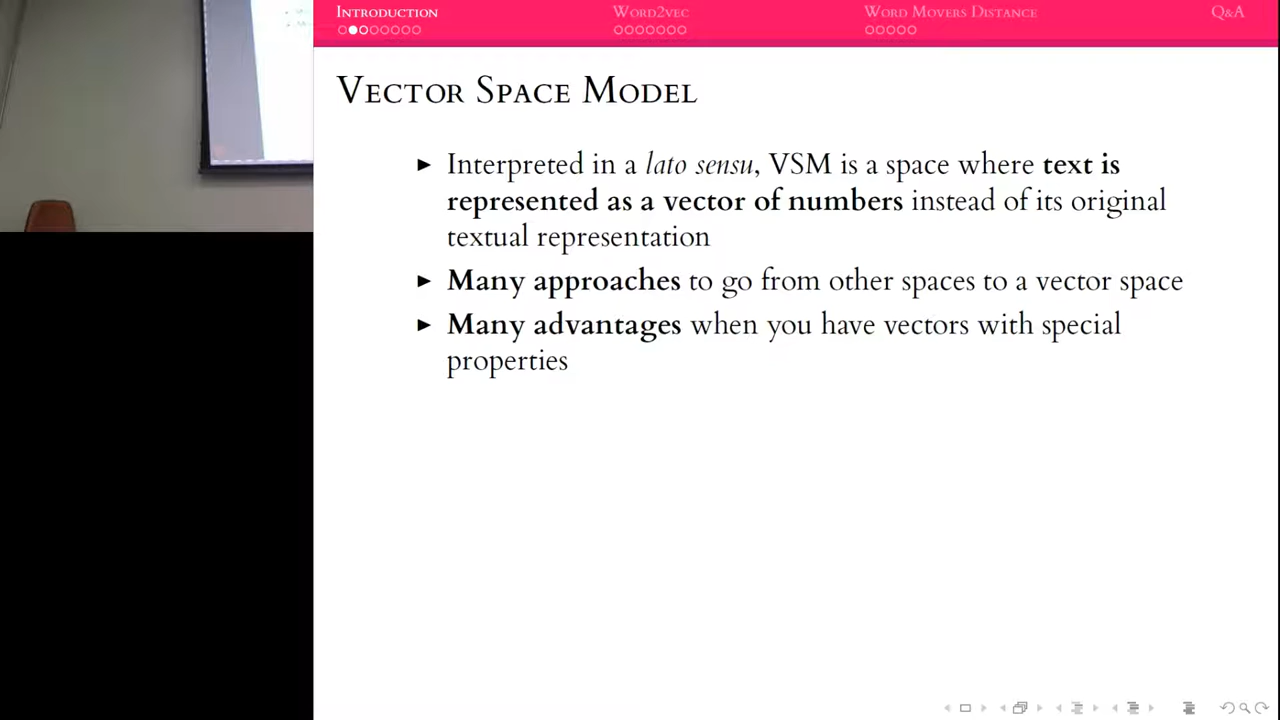 Introduction Word2vec Word Movers Distance Q&A
Vector Space Model
► Interpreted in a lato sensu, VSM is a space where text is
represented as a vector of numbers instead of its original
textual representation
► Many approaches to go from other spaces to a vector space
► Many advantages when you have vectors with special
properties